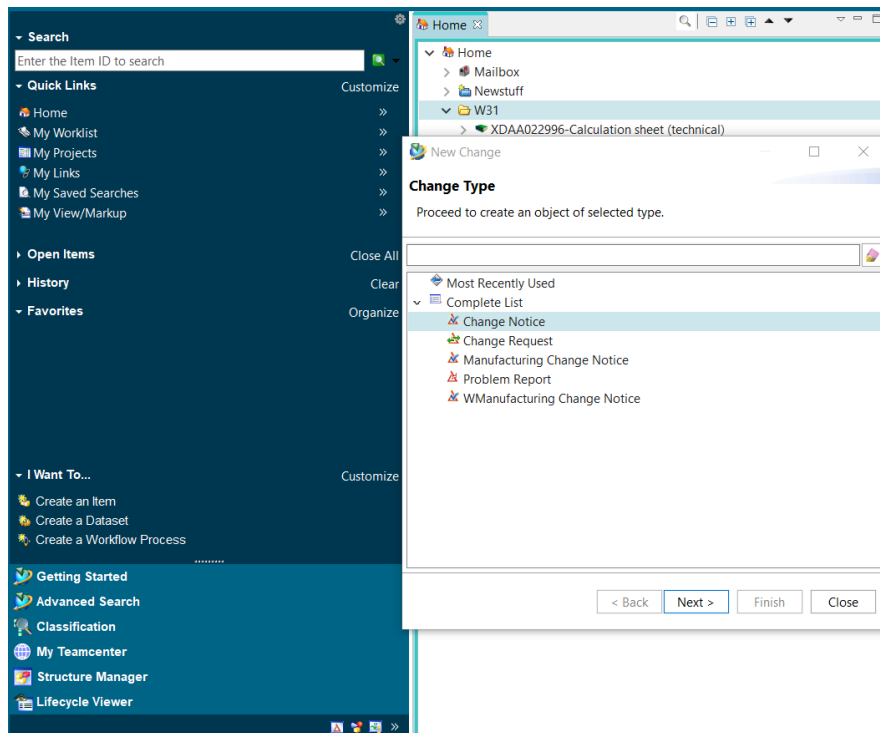 Search
Enter the Item ID to search
Quick Links Customize
Home »
My Worklist »
My Projects »
My Links »
My Saved Searches »
My View/Markup »
Open Items Close All
History Clear
Favorites Organize
I Want To... Customize
Create an Item
Create a Dataset
Create a Workflow Process
Getting Started
Advanced Search
Classification
My Teamcenter
Structure Manager
Lifecycle Viewer
»
Home
Home
Mailbox
Newstuff
W31
XDAA022996-Calculation sheet (technical)
New Change
Change Type
Proceed to create an object of selected type.
Most Recently Used
Complete List
Change Notice
Change Request
Manufacturing Change Notice
Problem Report
WManufacturing Change Notice
< Back Next > Finish Close